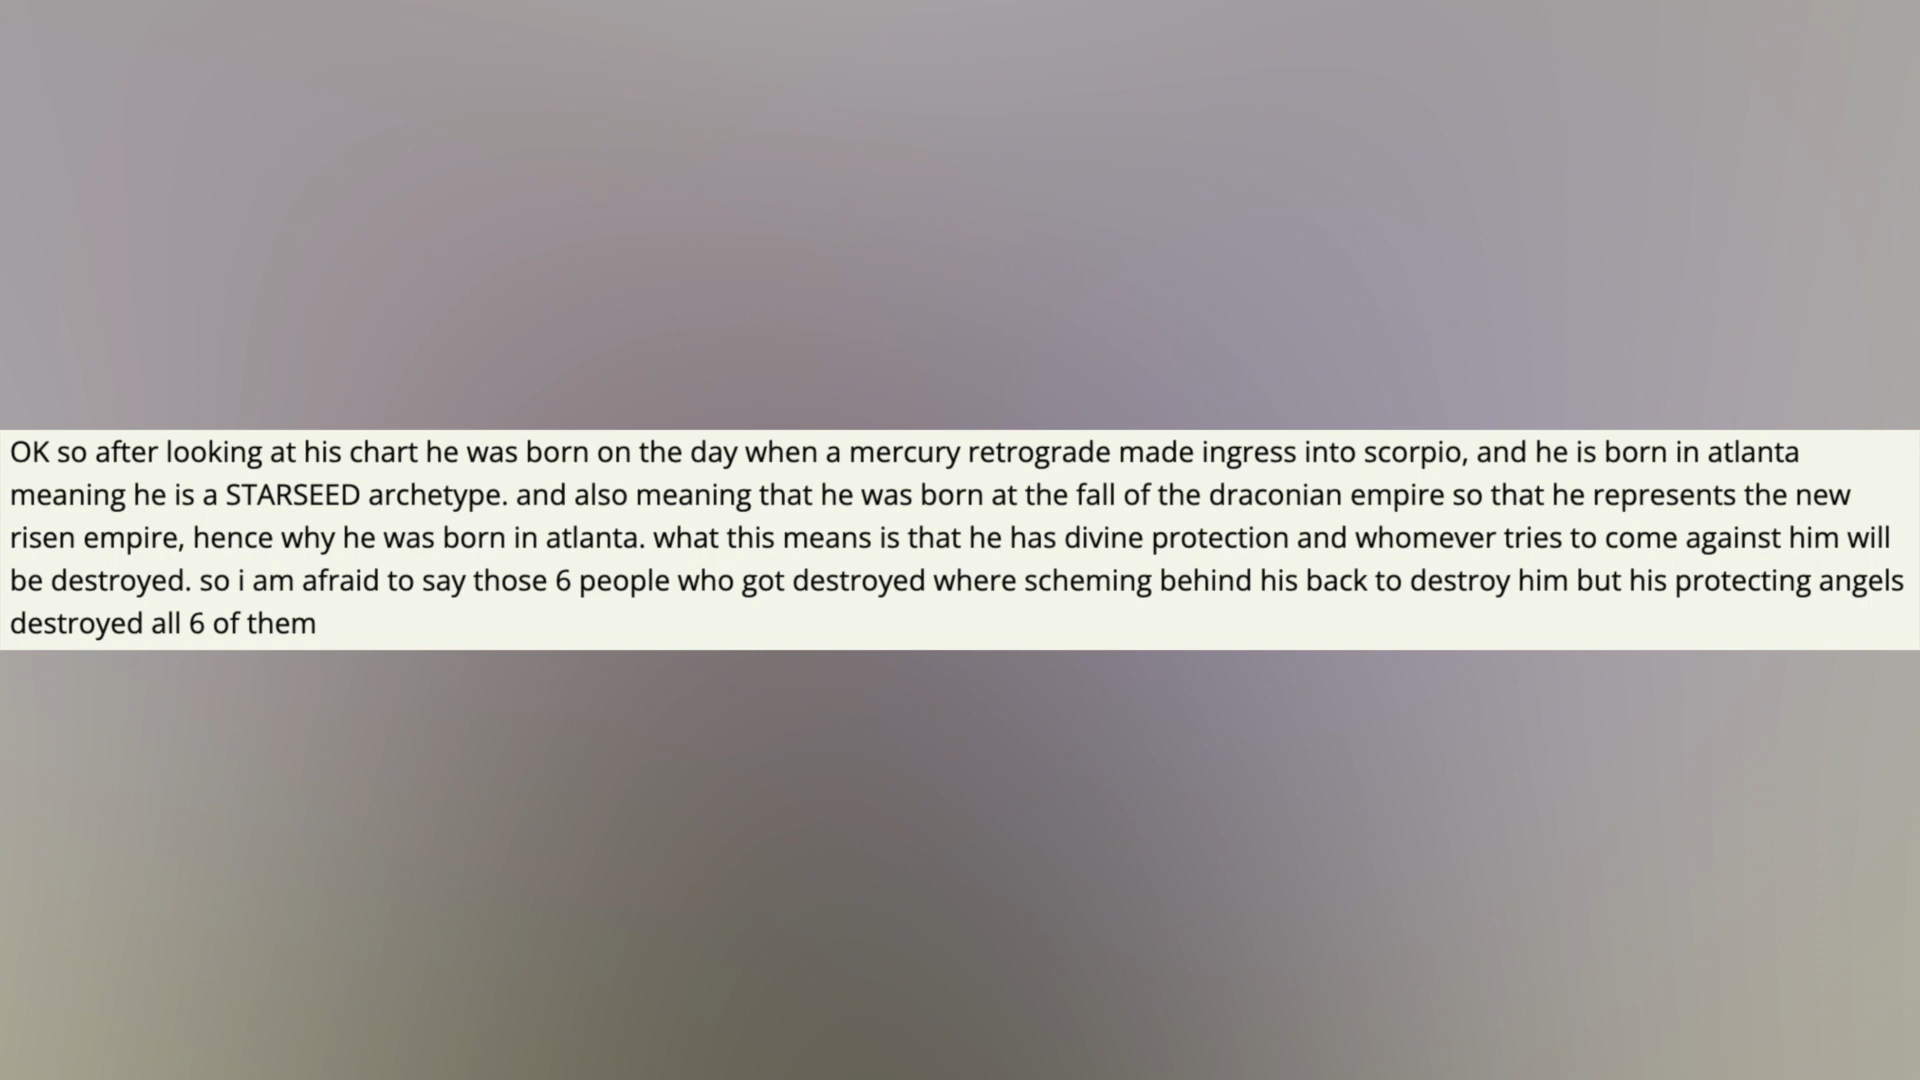 OK so after looking at his chart he was born on the day when a mercury retrograde made ingress into scorpio, and he is born in atlanta
meaning he is a STARSEED archetype. and also meaning that he was born at the fall of the draconian empire so that he represents the new
risen empire, hence why he was born in atlanta. what this means is that he has divine protection and whomever tries to come against him will
be destroyed. so i am afraid to say those 6 people who got destroyed where scheming behind his back to destroy him but his protecting angels
destroyed all 6 of them